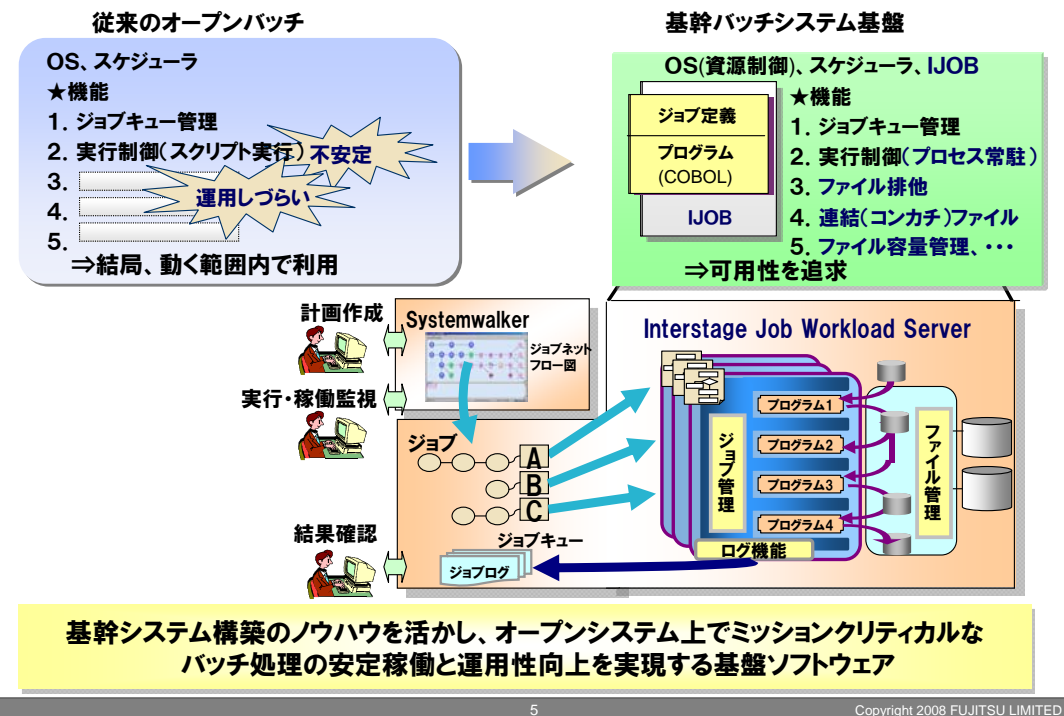 従来のオープンバッチ
OS、スケジューラ
★機能
1. ジョブキュー管理
2. 実行制御(スクリプト実行)
不安定
3.
運用しづらい
4.
5.
⇒結局、動く範囲内で利用
基幹バッチシステム基盤
OS(資源制御)、スケジューラ、IJOB
ジョブ定義
プログラム
(COBOL)
IJOB
★機能
1. ジョブキュー管理
2. 実行制御(プロセス常駐)
3. ファイル排他
4. 連結(コンカチ)ファイル
5. ファイル容量管理、・・・
⇒可用性を追求
計画作成
実行・稼働監視
結果確認
Systemwalker
ジョブネット
フロー図
ジョブ
A
B
C
ジョブキュー
ジョブログ
Interstage Job Workload Server
ジョブ管理
プログラム1
プログラム2
プログラム3
プログラム4
ログ機能
ファイル管理
基幹システム構築のノウハウを活かし、オープンシステム上でミッションクリティカルな
バッチ処理の安定稼働と運用性向上を実現する基盤ソフトウェア
5
Copyright 2008 FUJITSU LIMITED